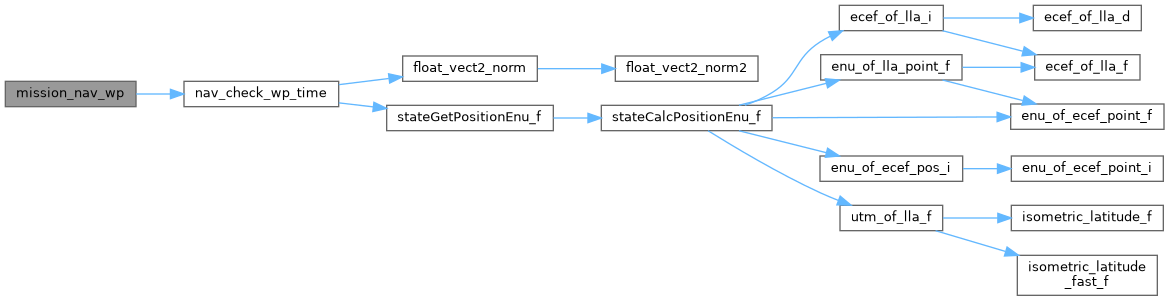 mission_nav_wp
nav_check_wp_time
float_vect2_norm
float_vect2_norm2
stateGetPositionEnu_f
stateCalcPositionEnu_f
ecef_of_lla_i
ecef_of_lla_d
enu_of_lla_point_f
ecef_of_lla_f
enu_of_ecef_point_f
enu_of_ecef_pos_i
enu_of_ecef_point_i
utm_of_lla_f
isometric_latitude_f
isometric_latitude
_fast_f